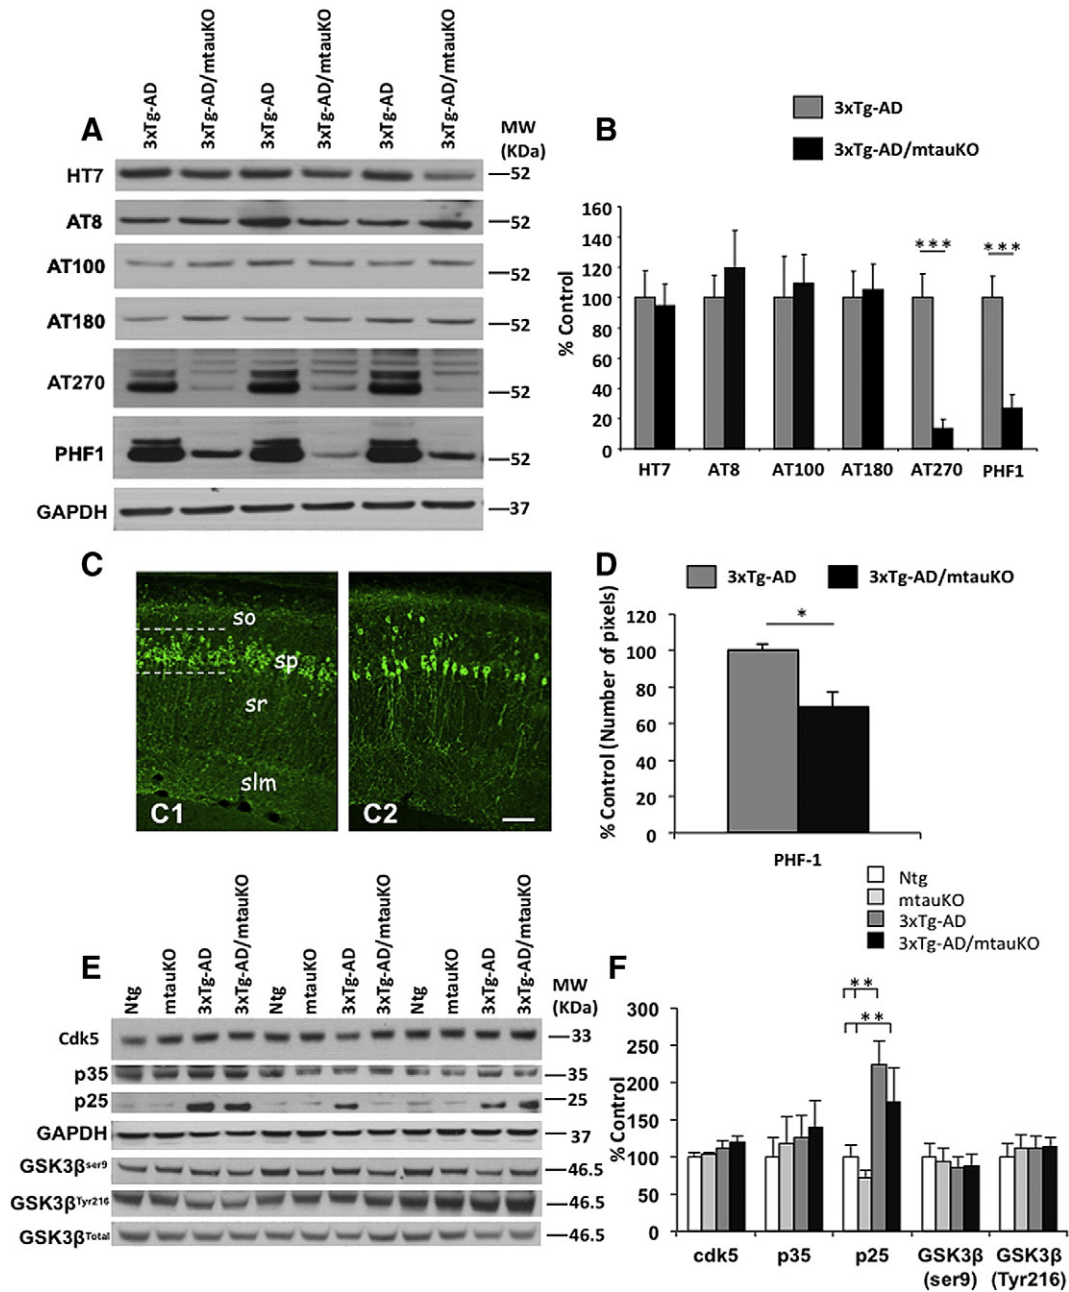 A
3xTg-AD
3xTg-AD/mtauKO
3xTg-AD
3xTg-AD/mtauKO
3xTg-AD
3xTg-AD/mtauKO
MW
(KDa)
HT7
52
AT8
52
AT100
52
AT180
52
AT270
52
PHF1
52
GAPDH
37
B
3xTg-AD
3xTg-AD/mtauKO
% Control
160
140
120
100
80
60
40
20
0
***
***
HT7 AT8 AT100 AT180 AT270 PHF1
C
so
sp
sr
slm
C1
C2
D
3xTg-AD
3xTg-AD/mtauKO
% Control (Number of pixels)
120
100
80
60
40
20
0
*
PHF-1
E
Ntg
mtauKO
3xTg-AD
3xTg-AD/mtauKO
Ntg
mtauKO
3xTg-AD
3xTg-AD/mtauKO
Ntg
mtauKO
3xTg-AD
3xTg-AD/mtauKO
MW
(KDa)
Cdk5
33
p35
35
p25
25
GAPDH
37
GSK3β ser9
46.5
GSK3β Tyr216
46.5
GSK3β Total
46.5
F
Ntg
mtauKO
3xTg-AD
3xTg-AD/mtauKO
% Control
300
250
200
150
100
50
0
**
**
cdk5 p35 p25 GSK3β GSK3β
(ser9) (Tyr216)